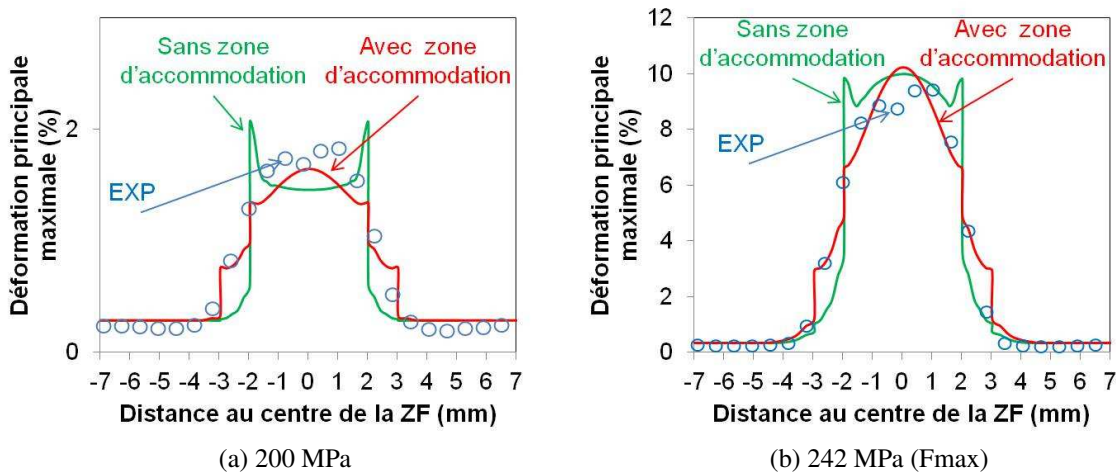 Déformation principale
maximale (%)
2
0
Sans zone
d'accommodation
Avec zone
d'accommodation
EXP
-7 -6 -5 -4 -3 -2 -1 0 1 2 3 4 5 6 7
Distance au centre de la ZF (mm)
(a) 200 MPa
Déformation principale
maximale (%)
12
10
8
6
4
2
0
Sans zone
d'accommodation
Avec zone
d'accommodation
EXP
-7 -6 -5 -4 -3 -2 -1 0 1 2 3 4 5 6 7
Distance au centre de la ZF (mm)
(b) 242 MPa (Fmax)